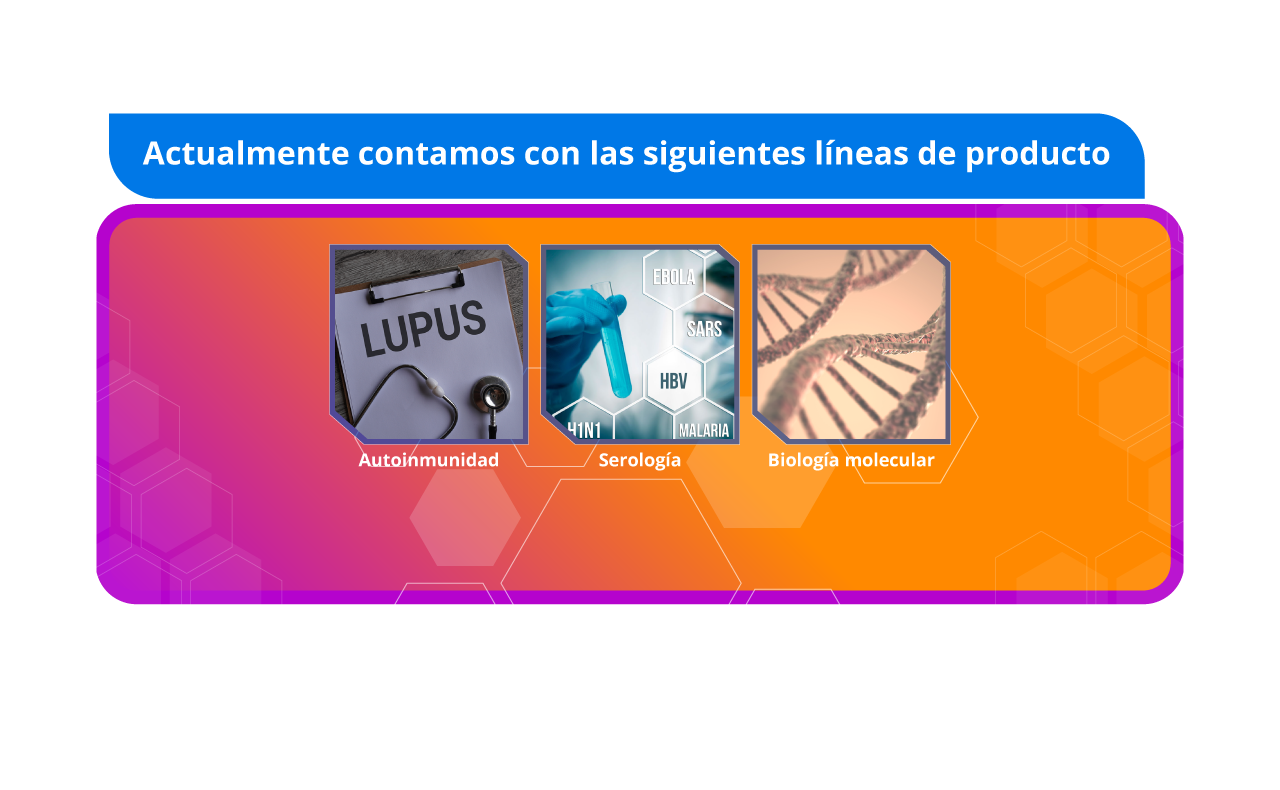 Actualmente contamos con las siguientes líneas de producto
LUPUS
EBOLA
SARS
HBV
H1N1
MALARIA
Autoinmunidad
Serología
Biología molecular